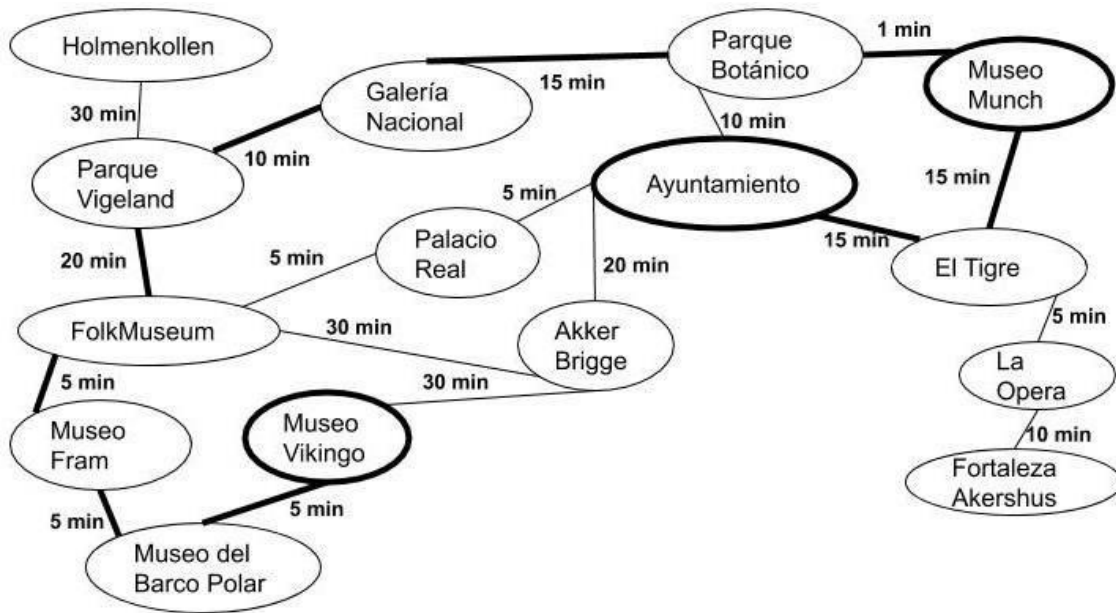 Holmenkollen
30 min
Parque
Vigeland
10 min
Galería
Nacional
15 min
Parque
Botánico
1 min
Museo
Munch
10 min
Ayuntamiento
15 min
15 min
El Tigre
5 min
Palacio
Real
5 min
20 min
20 min
FolkMuseum
30 min
Akker
Brigge
5 min
La
Opera
10 min
Fortaleza
Akershus
5 min
Museo
Fram
30 min
Museo
Vikingo
5 min
5 min
Museo del
Barco Polar